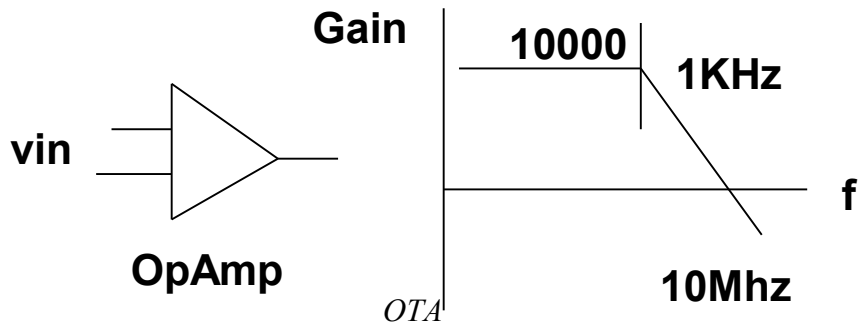 Gain
10000
1KHz
vin
f
OpAmp
10Mhz
OTA